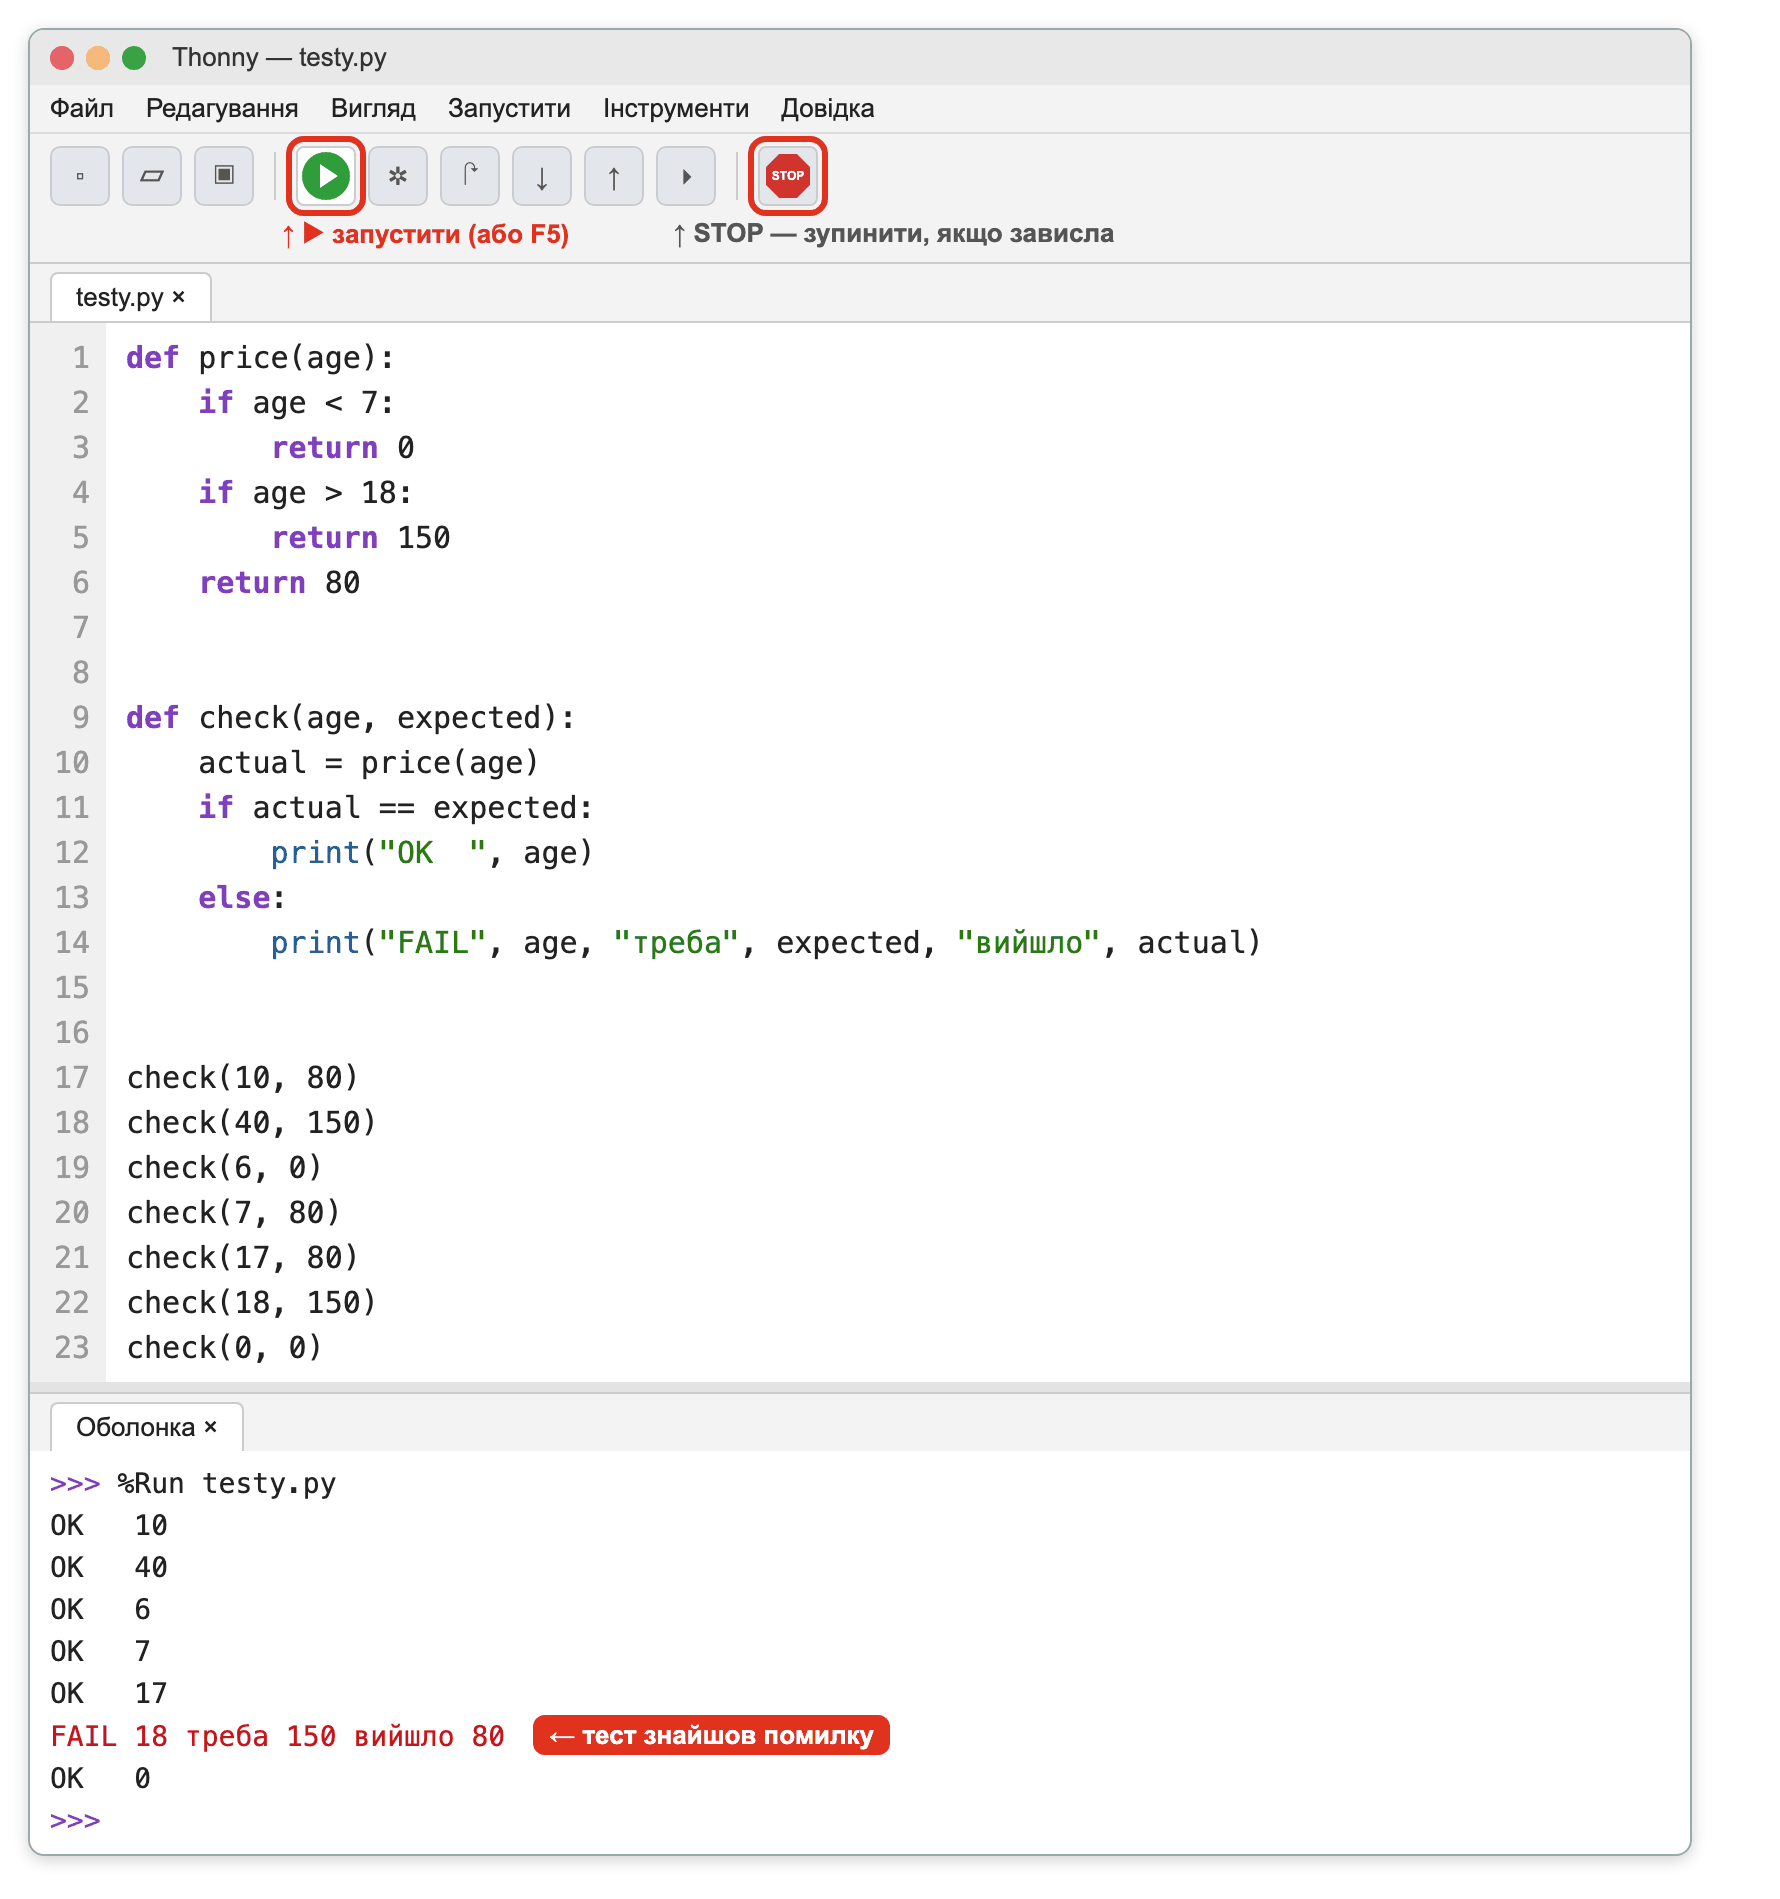 Thonny — testy.py
Файл Редагування Вигляд Запустити Інструменти Довідка
STOP
↑ ▶ запустити (або F5) ↑ STOP — зупинити, якщо зависла
testy.py ×
1 def price(age):
2     if age < 7:
3         return 0
4     if age > 18:
5         return 150
6     return 80
7
8
9 def check(age, expected):
10     actual = price(age)
11     if actual == expected:
12         print("OK  ", age)
13     else:
14         print("FAIL", age, "треба", expected, "вийшло", actual)
15
16
17 check(10, 80)
18 check(40, 150)
19 check(6, 0)
20 check(7, 80)
21 check(17, 80)
22 check(18, 150)
23 check(0, 0)
Оболонка ×
>>> %Run testy.py
OK   10
OK   40
OK   6
OK   7
OK   17
FAIL 18 треба 150 вийшло 80 ← тест знайшов помилку
OK   0
>>>